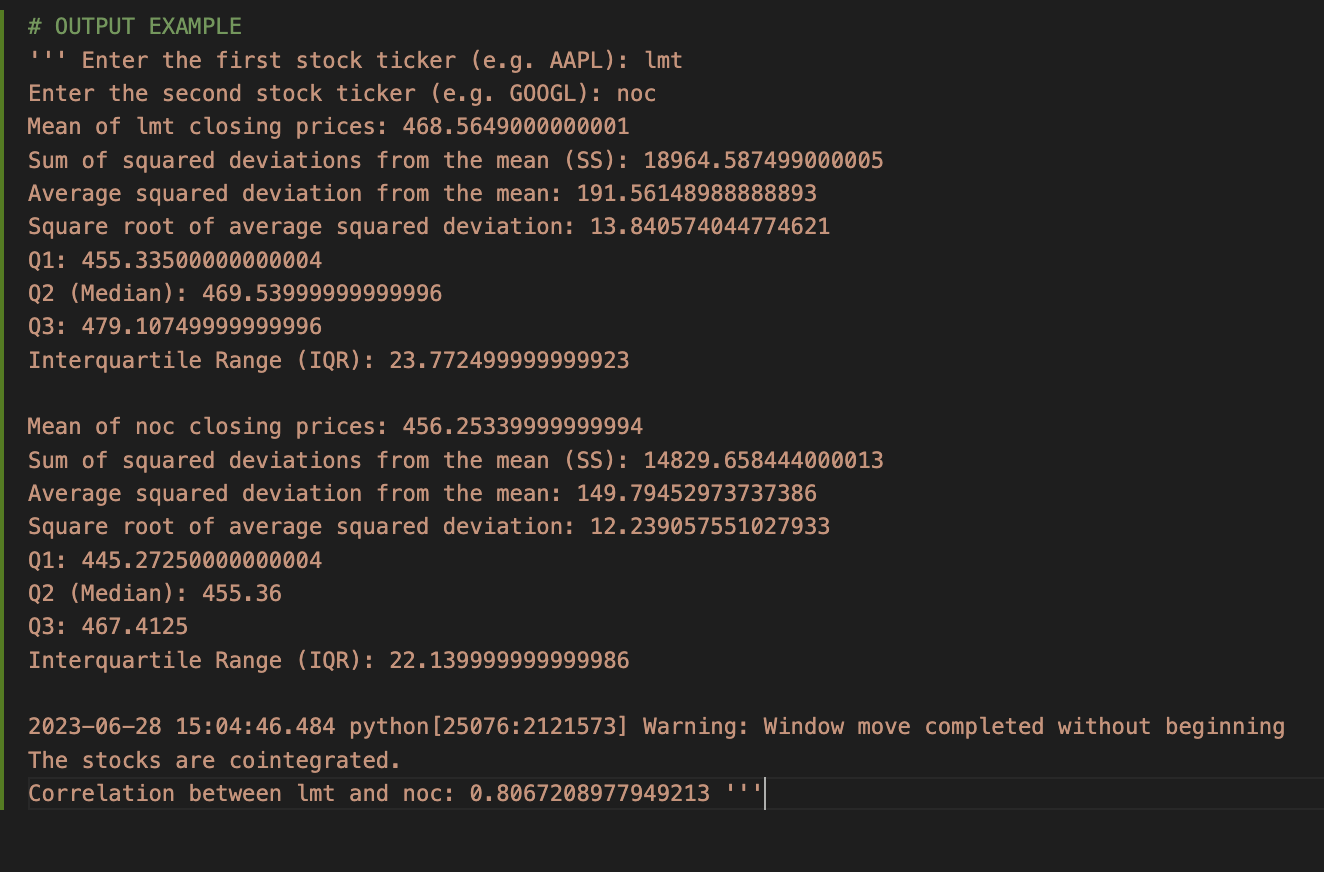 # OUTPUT EXAMPLE
''' Enter the first stock ticker (e.g. AAPL): lmt
Enter the second stock ticker (e.g. GOOGL): noc
Mean of lmt closing prices: 468.5649000000001
Sum of squared deviations from the mean (SS): 18964.587499000005
Average squared deviation from the mean: 191.56148988888893
Square root of average squared deviation: 13.840574044774621
Q1: 455.33500000000004
Q2 (Median): 469.53999999999996
Q3: 479.10749999999996
Interquartile Range (IQR): 23.772499999999923
Mean of noc closing prices: 456.25339999999994
Sum of squared deviations from the mean (SS): 14829.658444000013
Average squared deviation from the mean: 149.79452973737386
Square root of average squared deviation: 12.239057551027933
Q1: 445.27250000000004
Q2 (Median): 455.36
Q3: 467.4125
Interquartile Range (IQR): 22.139999999999986
2023-06-28 15:04:46.484 python[25076:2121573] Warning: Window move completed without beginning
The stocks are cointegrated.
Correlation between lmt and noc: 0.8067208977949213 '''